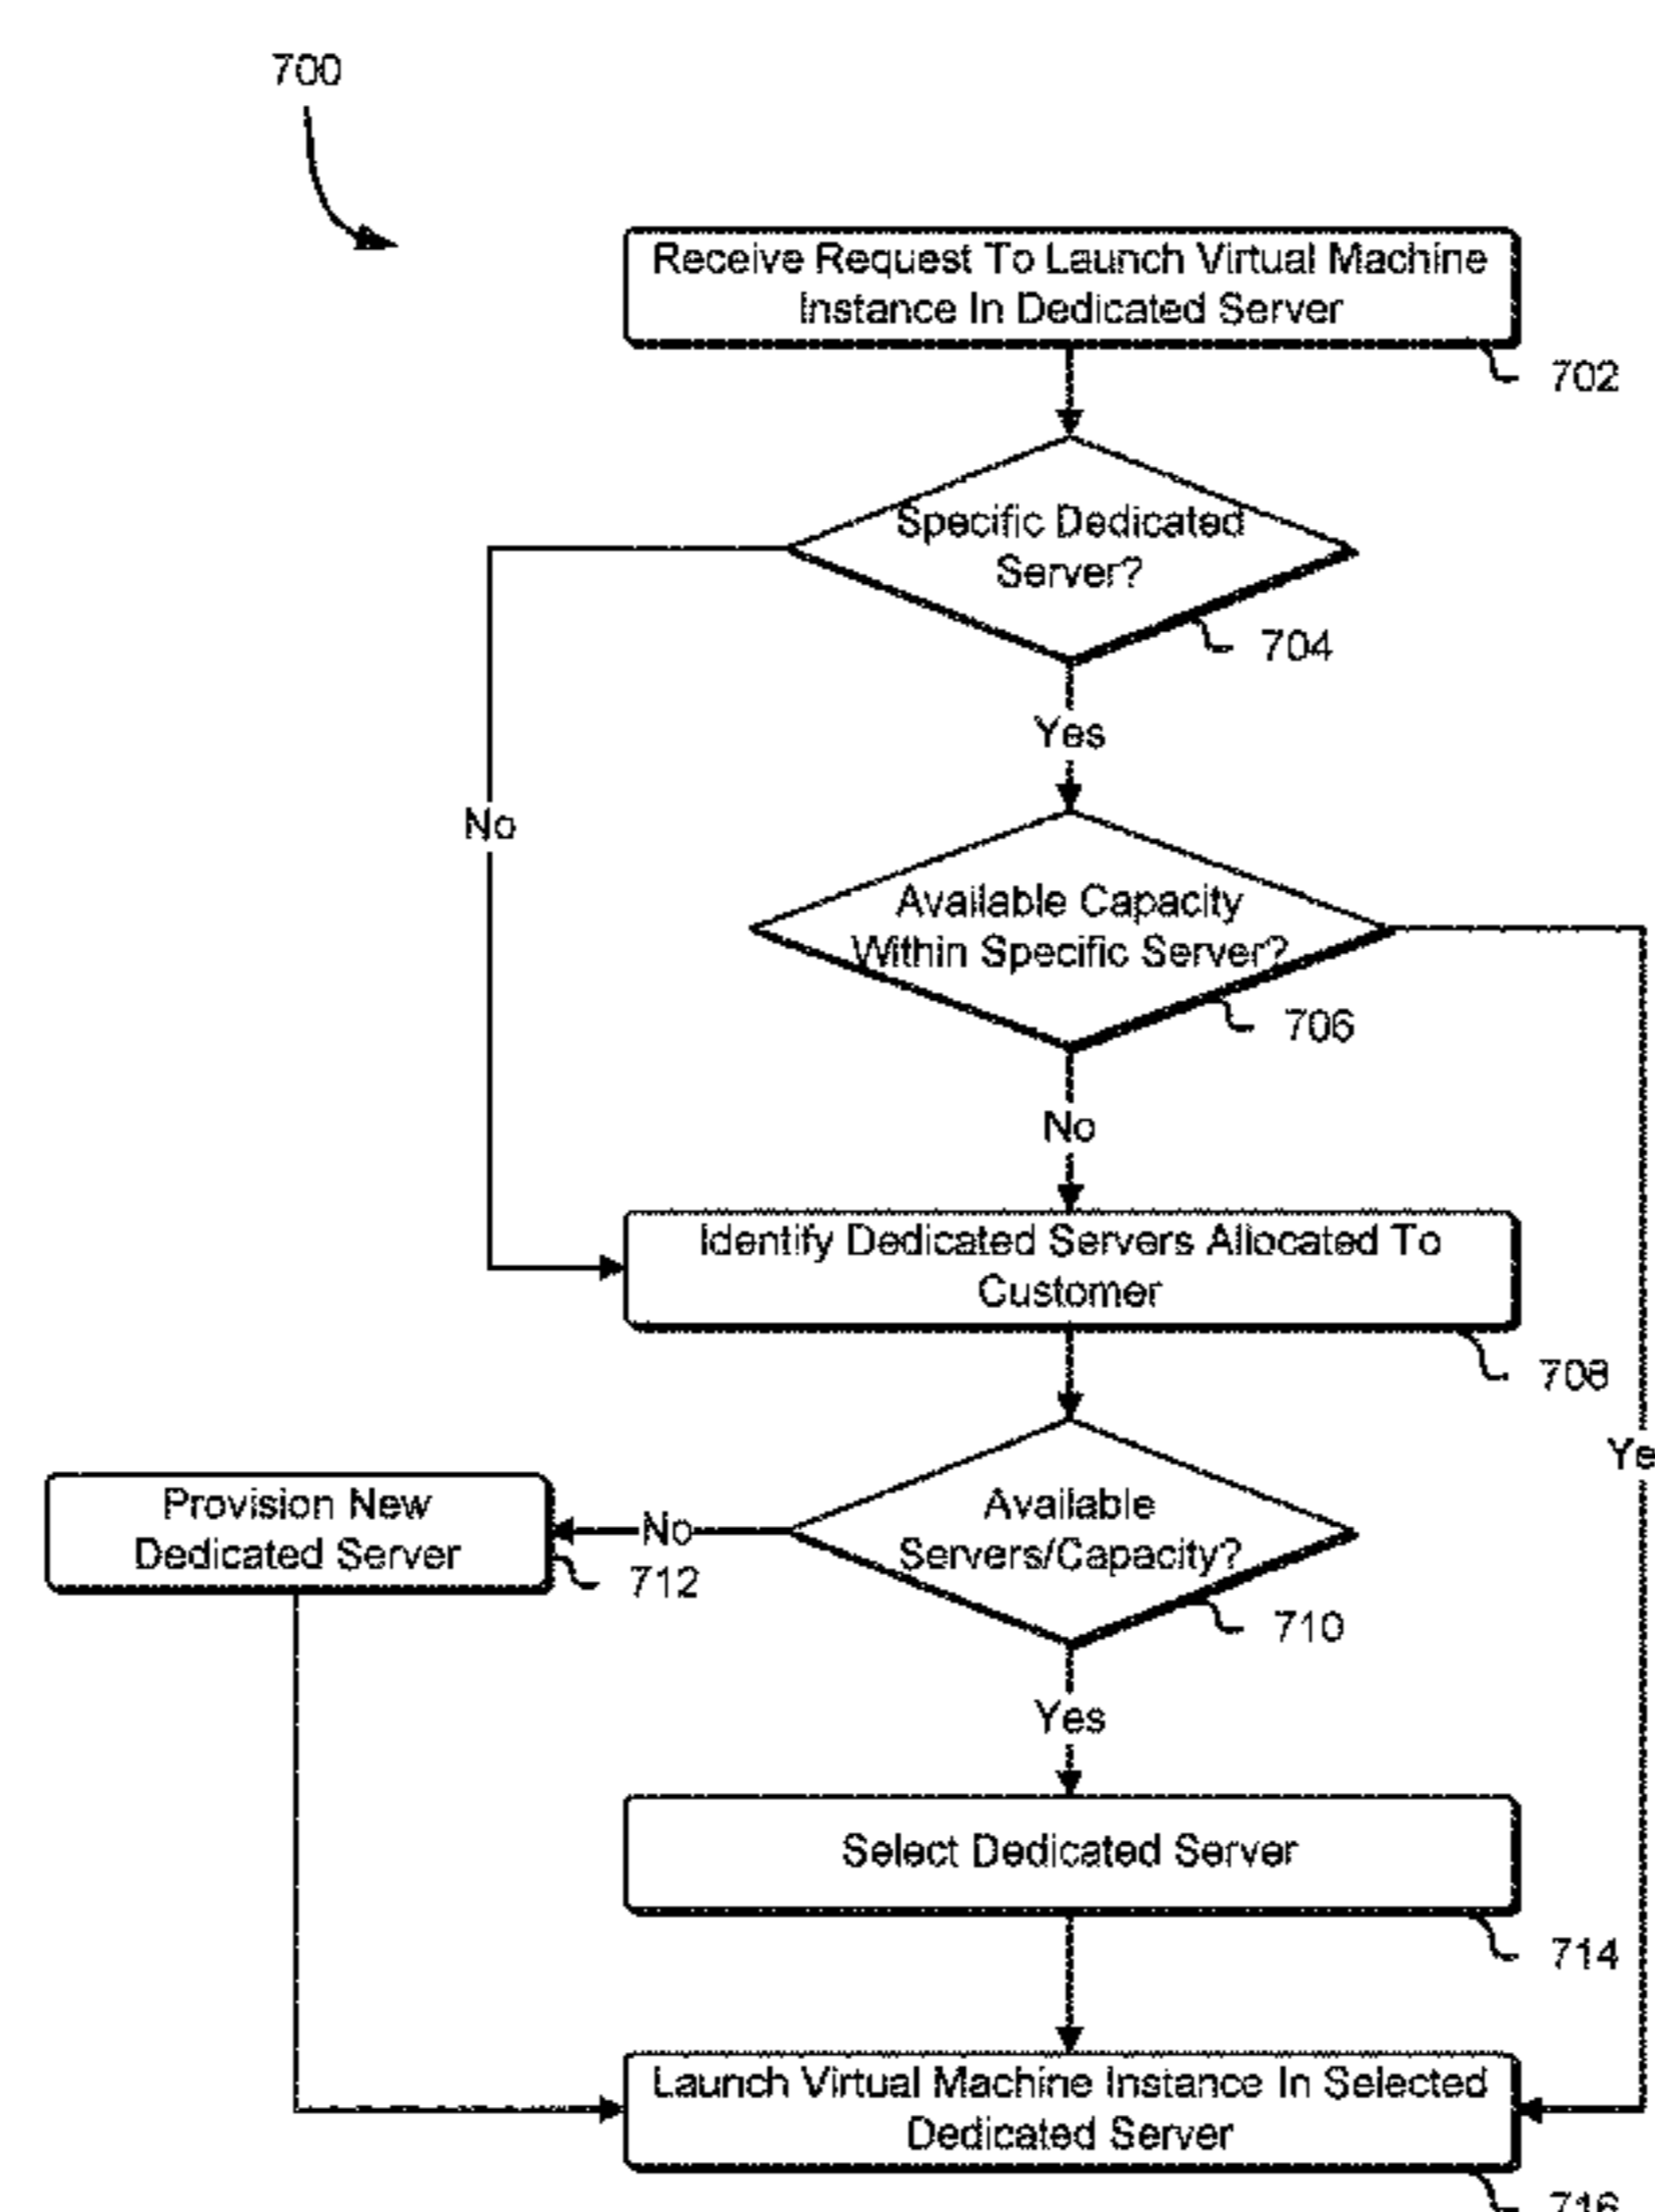 700
Receive Request To Launch Virtual Machine
Instance In Dedicated Server
702
Specific Dedicated
Server?
704
Yes
No
Available Capacity
Within Specific Server?
706
No
Identify Dedicated Servers Allocated To
Customer
708
Ye
Provision New
Dedicated Server
712
No
Available
Servers/Capacity?
710
Yes
Select Dedicated Server
714
Launch Virtual Machine Instance In Selected
Dedicated Server
716